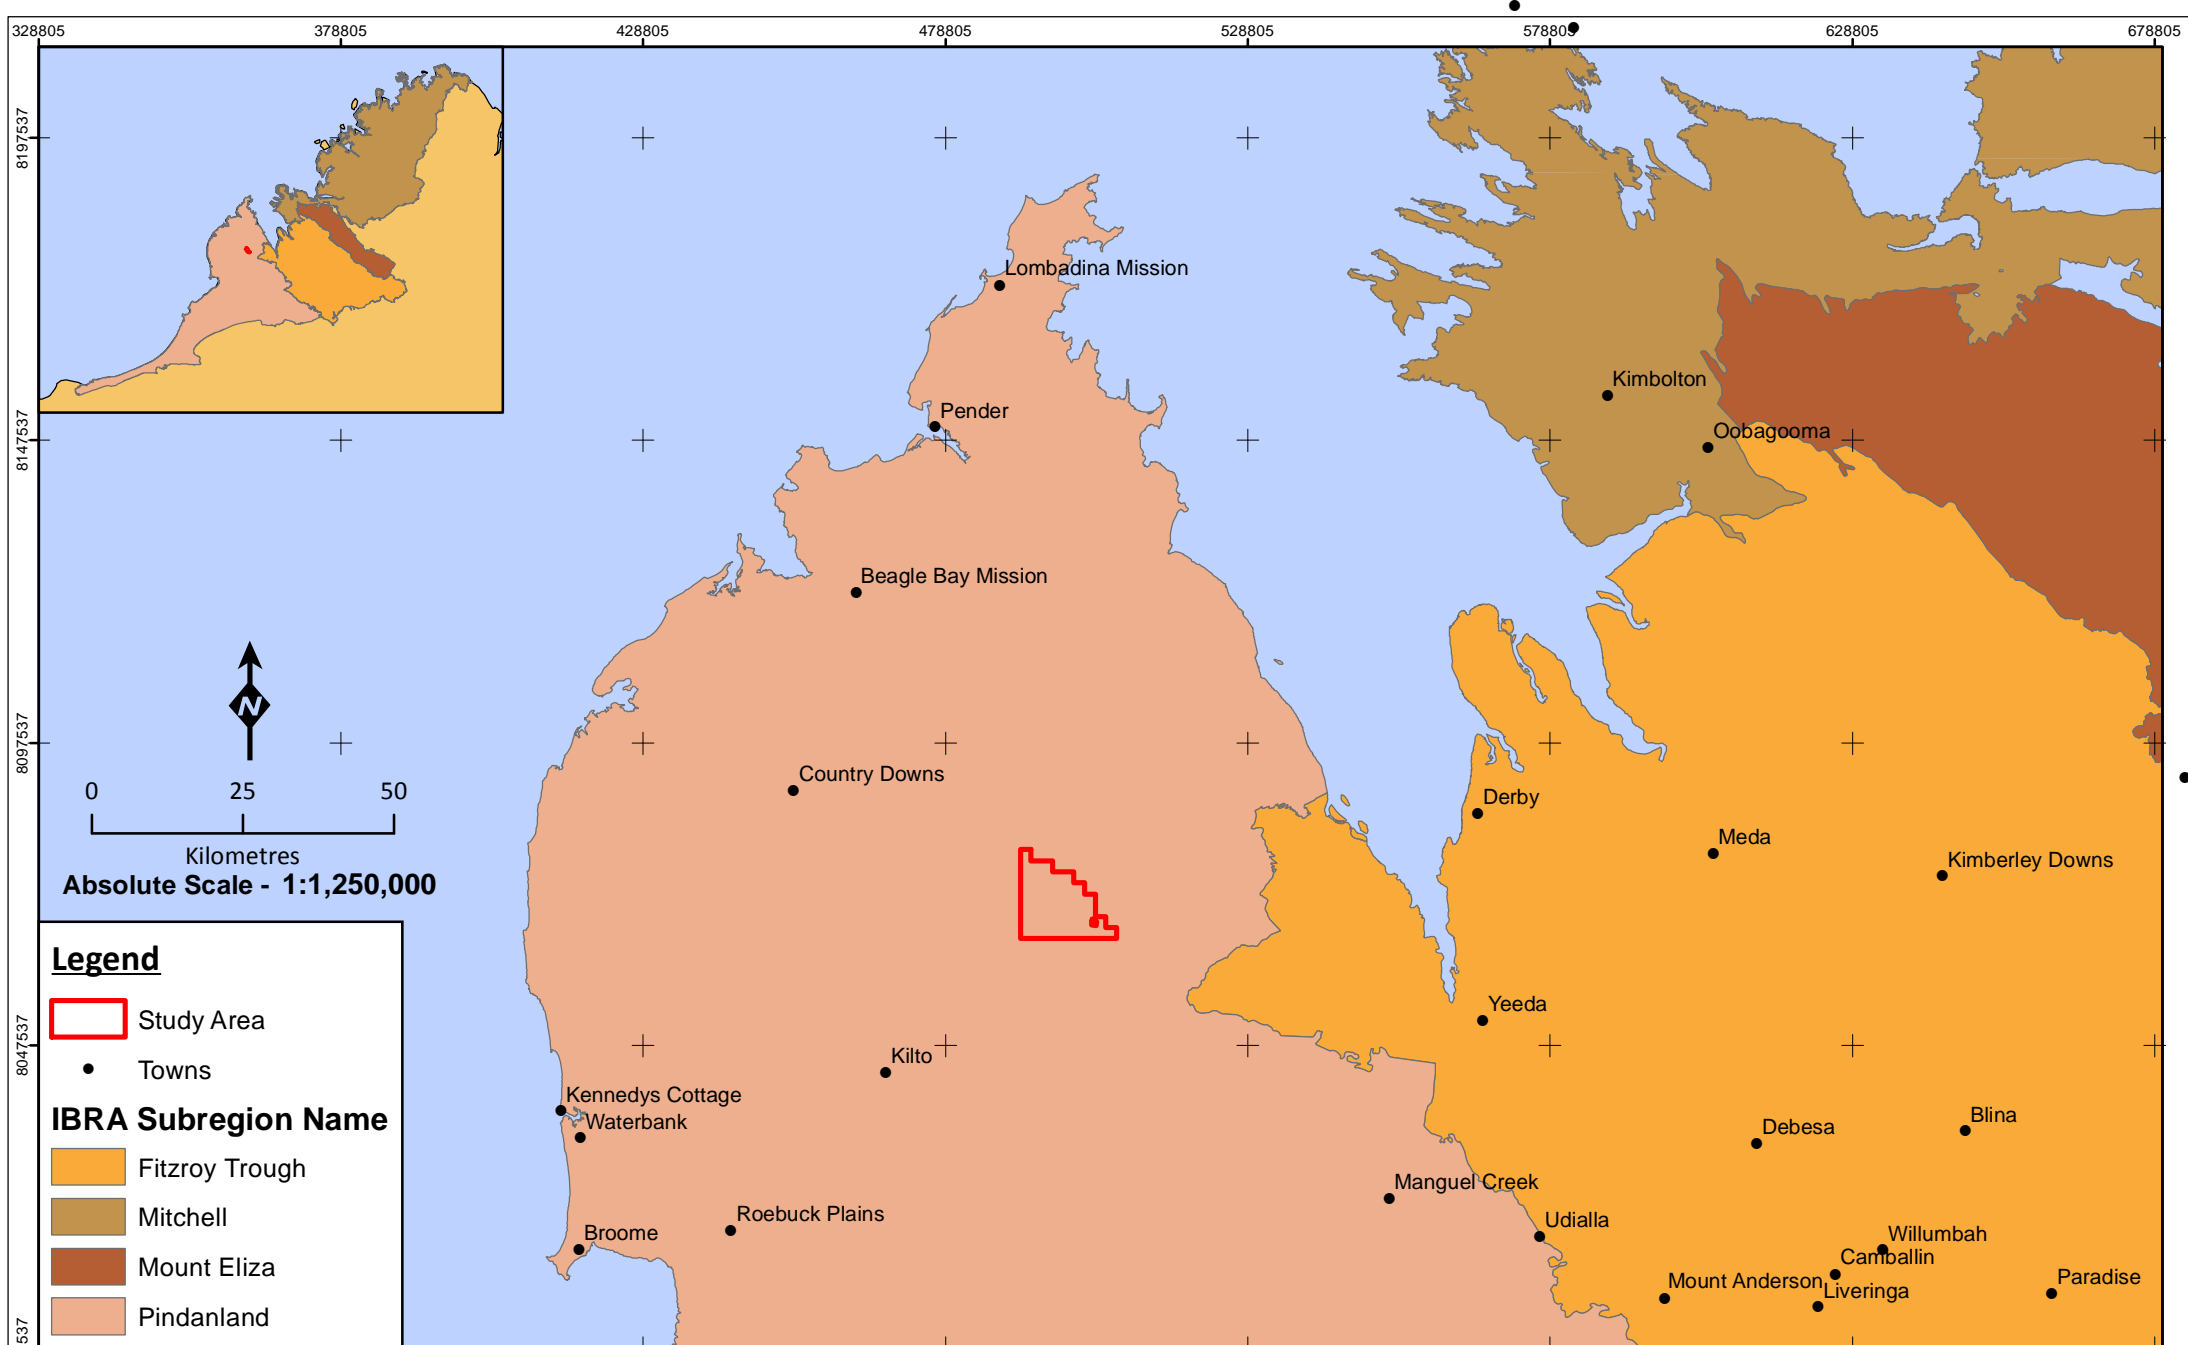 328805 378805 428805 478805 528805 578805 628805 678805
8197537
Lombadina Mission
Kimbolton
Pender
Oobagooma
8147537
Beagle Bay Mission
N
8097537
Country Downs
0 25 50
Derby
Meda
Kilometres
Kimberley Downs
Absolute Scale - 1:1,250,000
Legend
Study Area
Yeeda
8047537
Kilto
Towns
Kennedys Cottage
IBRA Subregion Name
Waterbank
Debesa
Blina
Fitzroy Trough
Manguel Creek
Mitchell
Roebuck Plains
Udialla
Broome
Willumbah
Camballin
Mount Eliza
Mount Anderson
Liveringa
Paradise
Pindanland
537